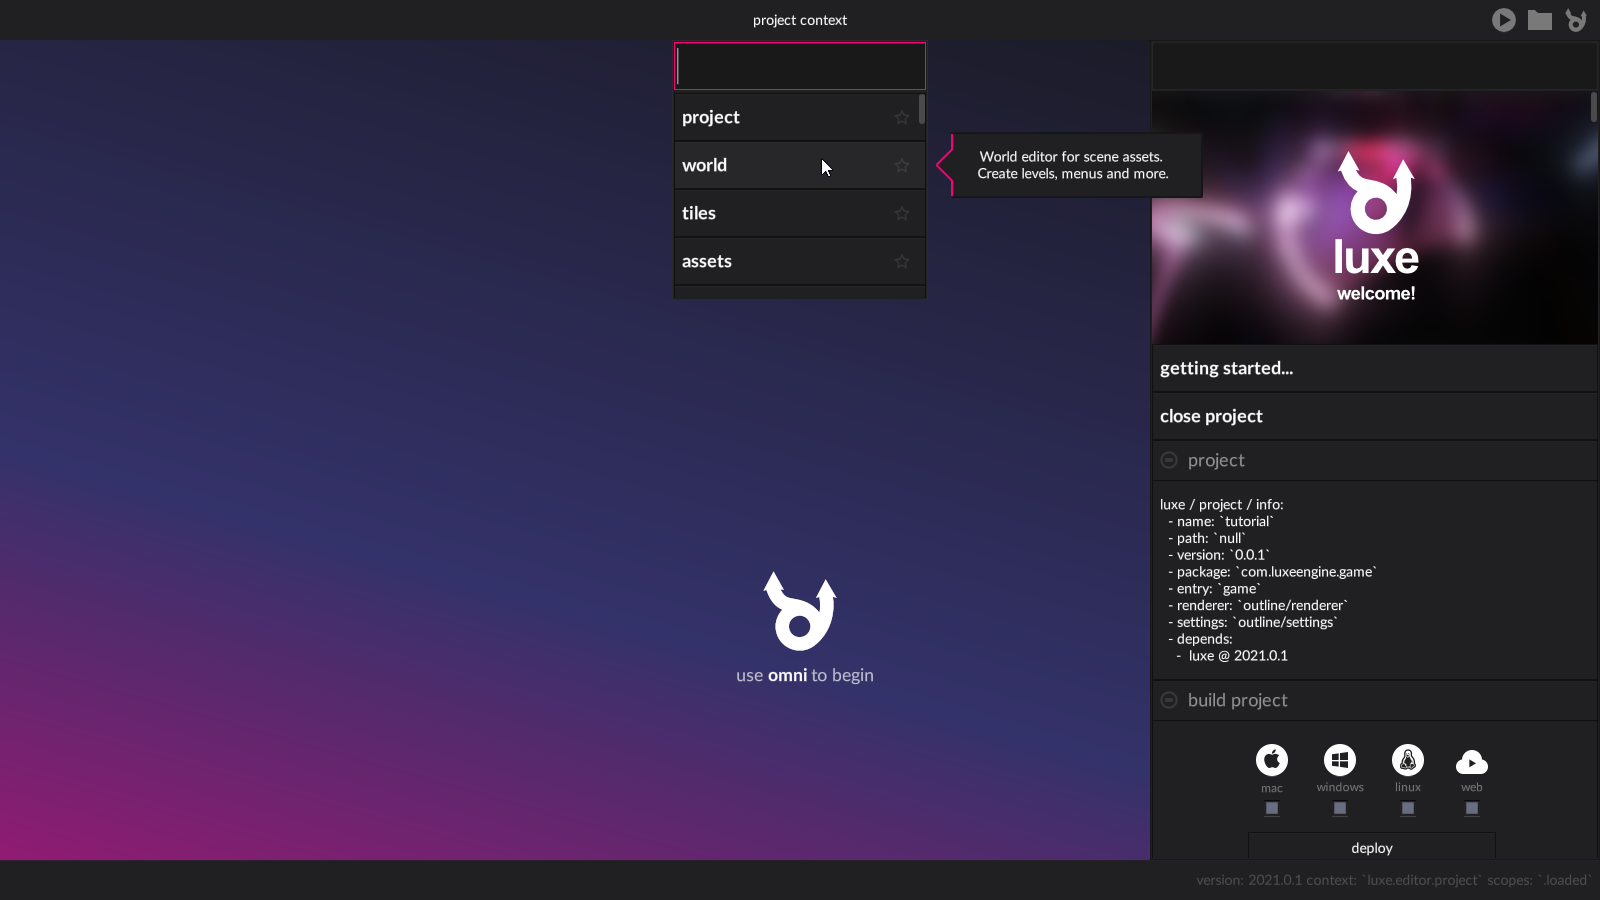 project context
project
world
tiles
assets
World editor for scene assets.
Create levels, menus and more.
use omni to begin
luxe
welcome!
getting started...
close project
project
luxe / project / info:
- name: `tutorial`
- path: `null`
- version: `0.0.1`
- package: `com.luxeengine.game`
- entry: `game`
- renderer: `outline/renderer`
- settings: `outline/settings`
- depends:
- luxe @ 2021.0.1
build project
mac windows linux web
deploy
version: 2021.0.1 context: `luxe.editor.project` scopes: `.loaded`